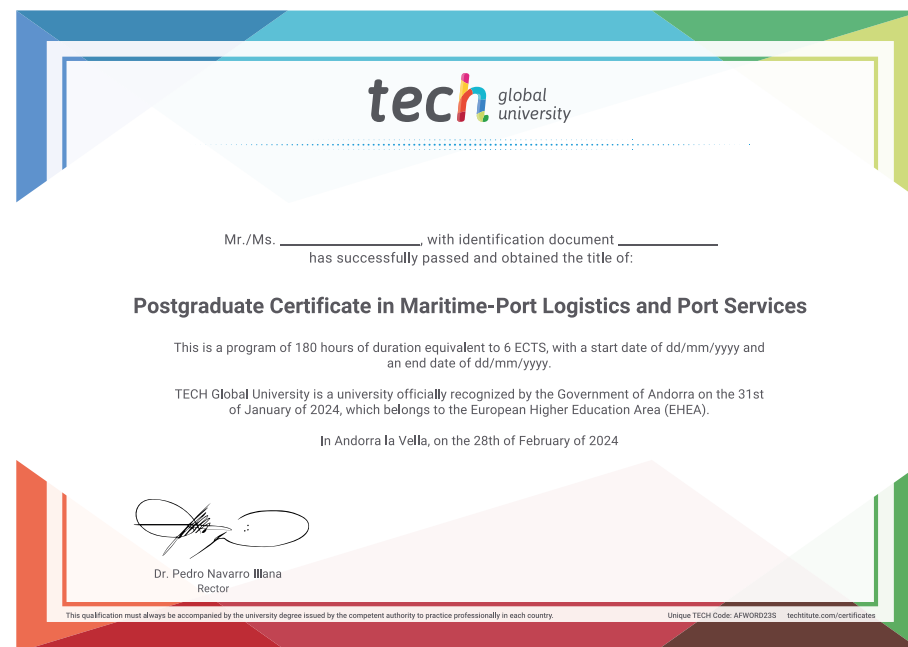 tech global university
Mr./Ms. ____________, with identification document ____________
has successfully passed and obtained the title of:
Postgraduate Certificate in Maritime-Port Logistics and Port Services
This is a program of 180 hours of duration equivalent to 6 ECTS, with a start date of dd/mm/yyyy and
an end date of dd/mm/yyyy.
TECH Global University is a university officially recognized by the Government of Andorra on the 31st
of January of 2024, which belongs to the European Higher Education Area (EHEA).
In Andorra la Vella, on the 28th of February of 2024
Dr. Pedro Navarro Illana
Rector
This qualification must always be accompanied by the university degree issued by the competent authority to practice professionally in each country.
Unique TECH Code: AFWORD23S techtitute.com/certificates